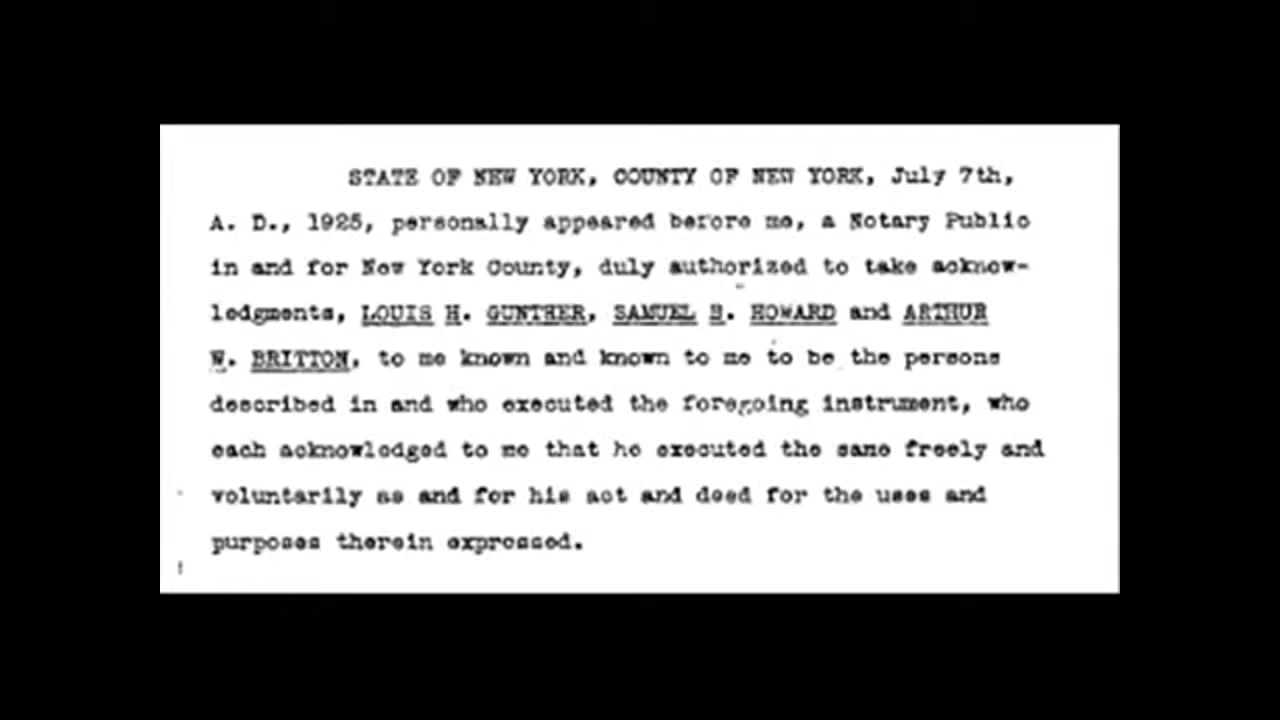 STATE OF NEW YORK, COUNTY OF NEW YORK, July 7th,
A. D., 1925, personally appeared before me, a Notary Public
in and for New York County, duly authorized to take acknow-
ledgments, LOUIS H. GUNTHER, SAMUEL B. HOWARD and ARTHUR
W. BRITTON, to me known and known to me to be the persons
described in and who executed the foregoing instrument, who
each acknowledged to me that he executed the same freely and
voluntarily as and for his act and deed for the uses and
purposes therein expressed.